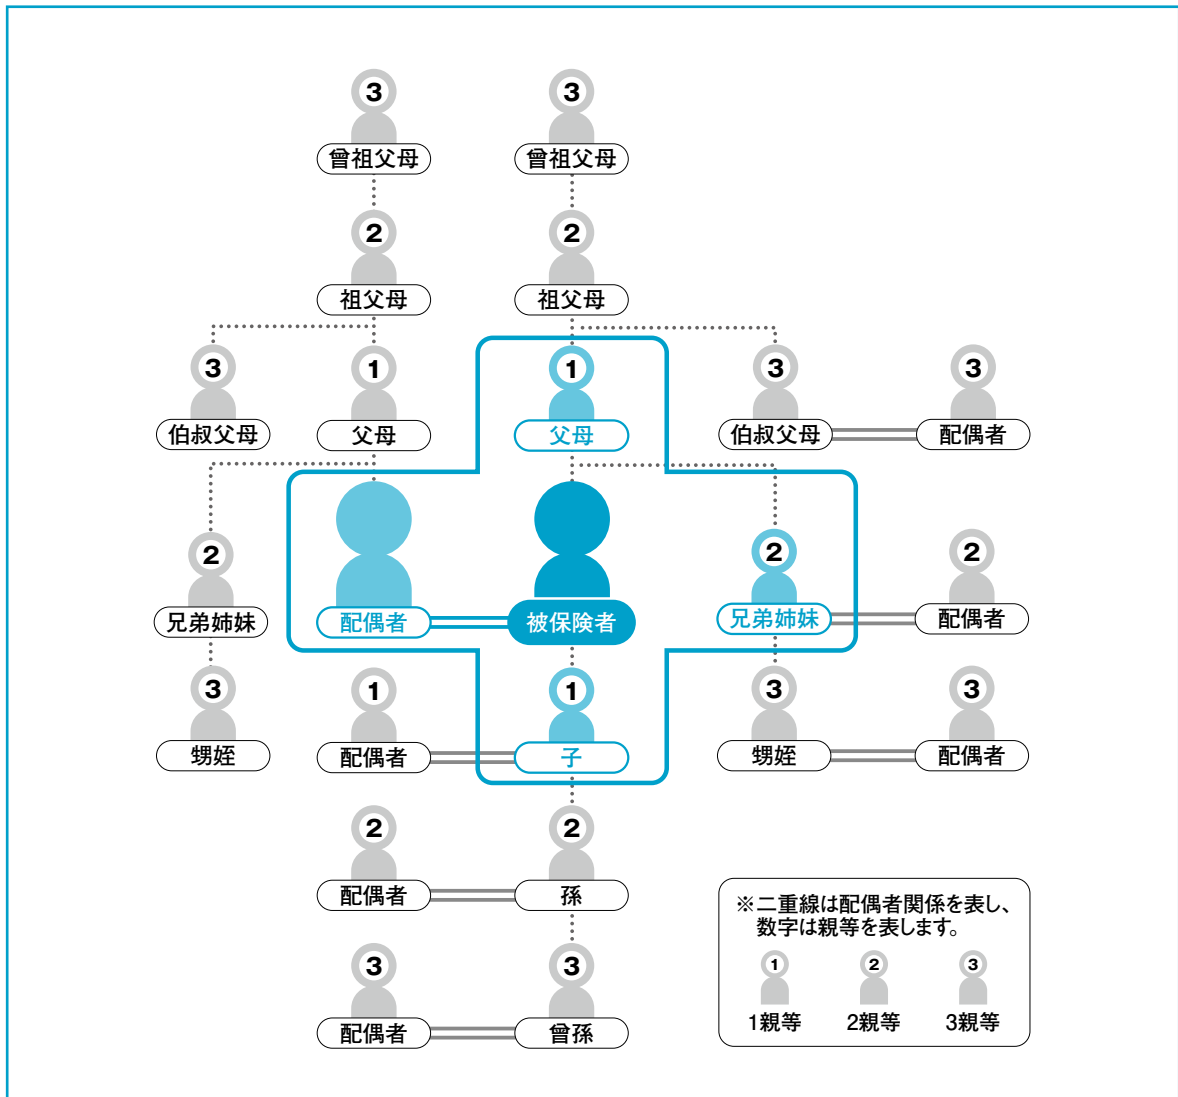 3 3
曾祖父母 曾祖父母
2 2
祖父母 祖父母
3 1 1 3 3
伯叔父母 父母 父母 伯叔父母 配偶者
2 2 2
兄弟姉妹 配偶者 被保険者 兄弟姉妹 配偶者
3 1 1 3 3
甥姪 配偶者 子 甥姪 配偶者
2 2
配偶者 孫
3 3
配偶者 曾孫
※二重線は配偶者関係を表し、
数字は親等を表します。
1 2 3
1親等 2親等 3親等